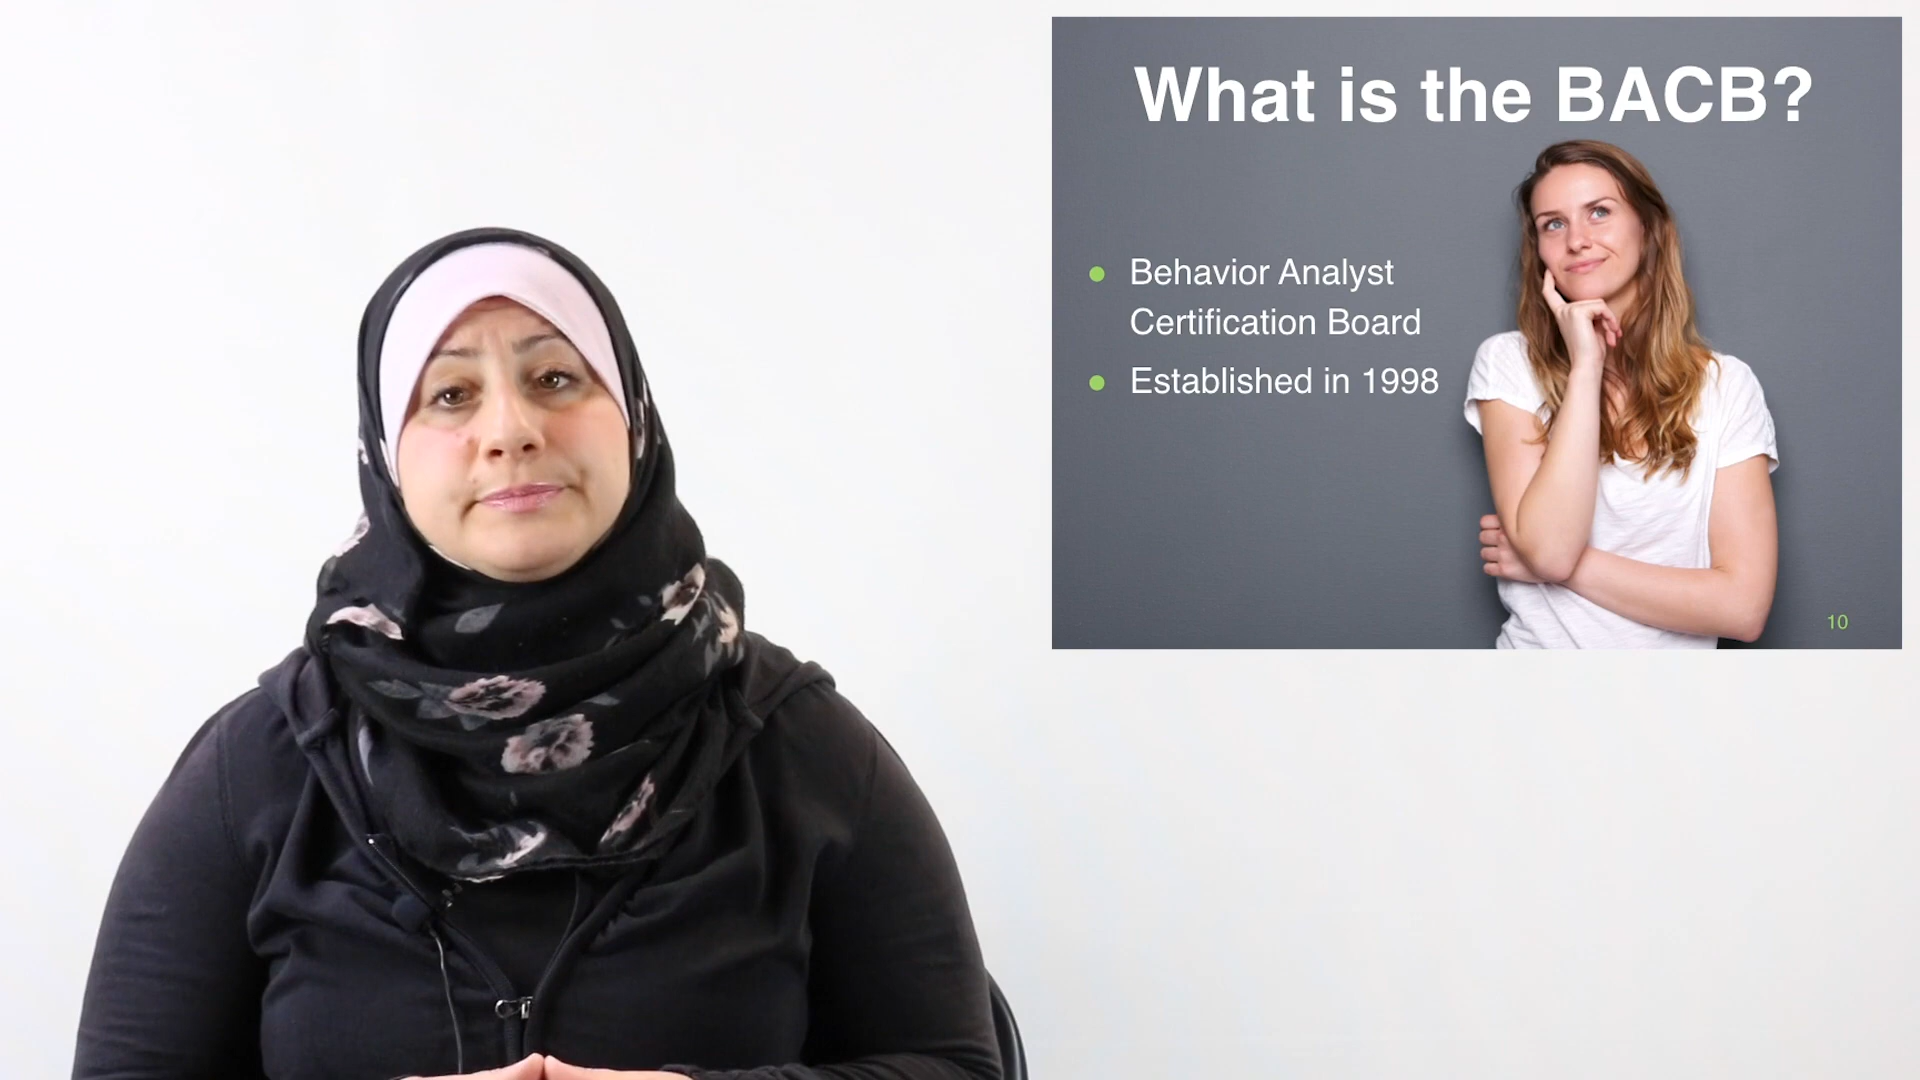 What is the BACB?
Behavior Analyst
Certification Board
Established in 1998
10